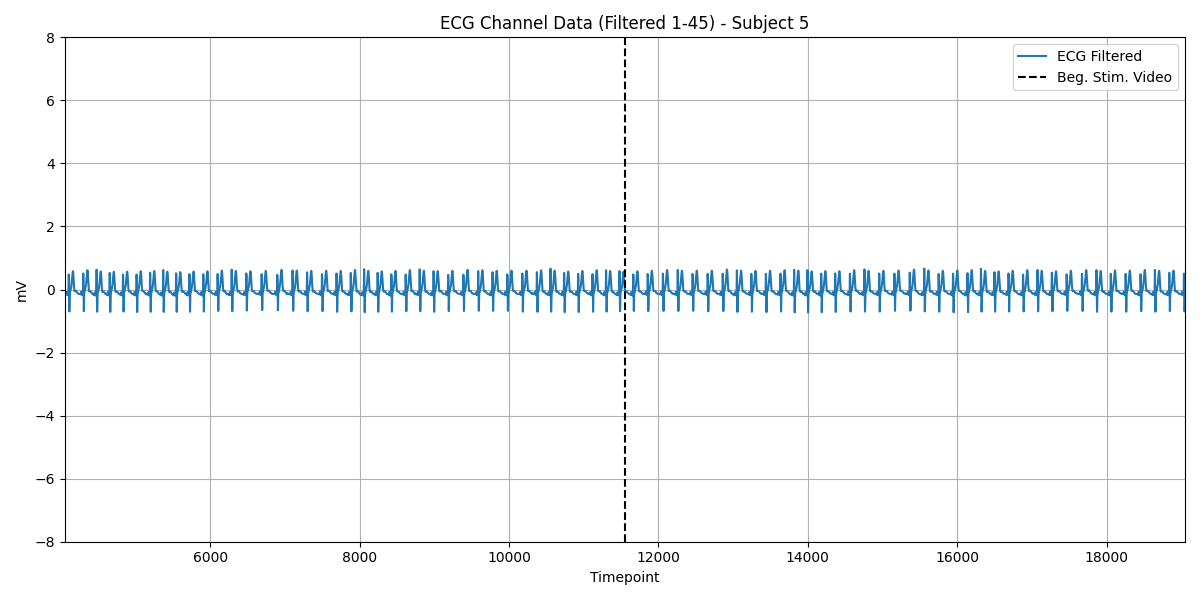 ECG Channel Data (Filtered 1-45) - Subject 5
ECG Filtered
Beg. Stim. Video
mV
8
6
4
2
0
−2
−4
−6
−8
6000 8000 10000 12000 14000 16000 18000
Timepoint